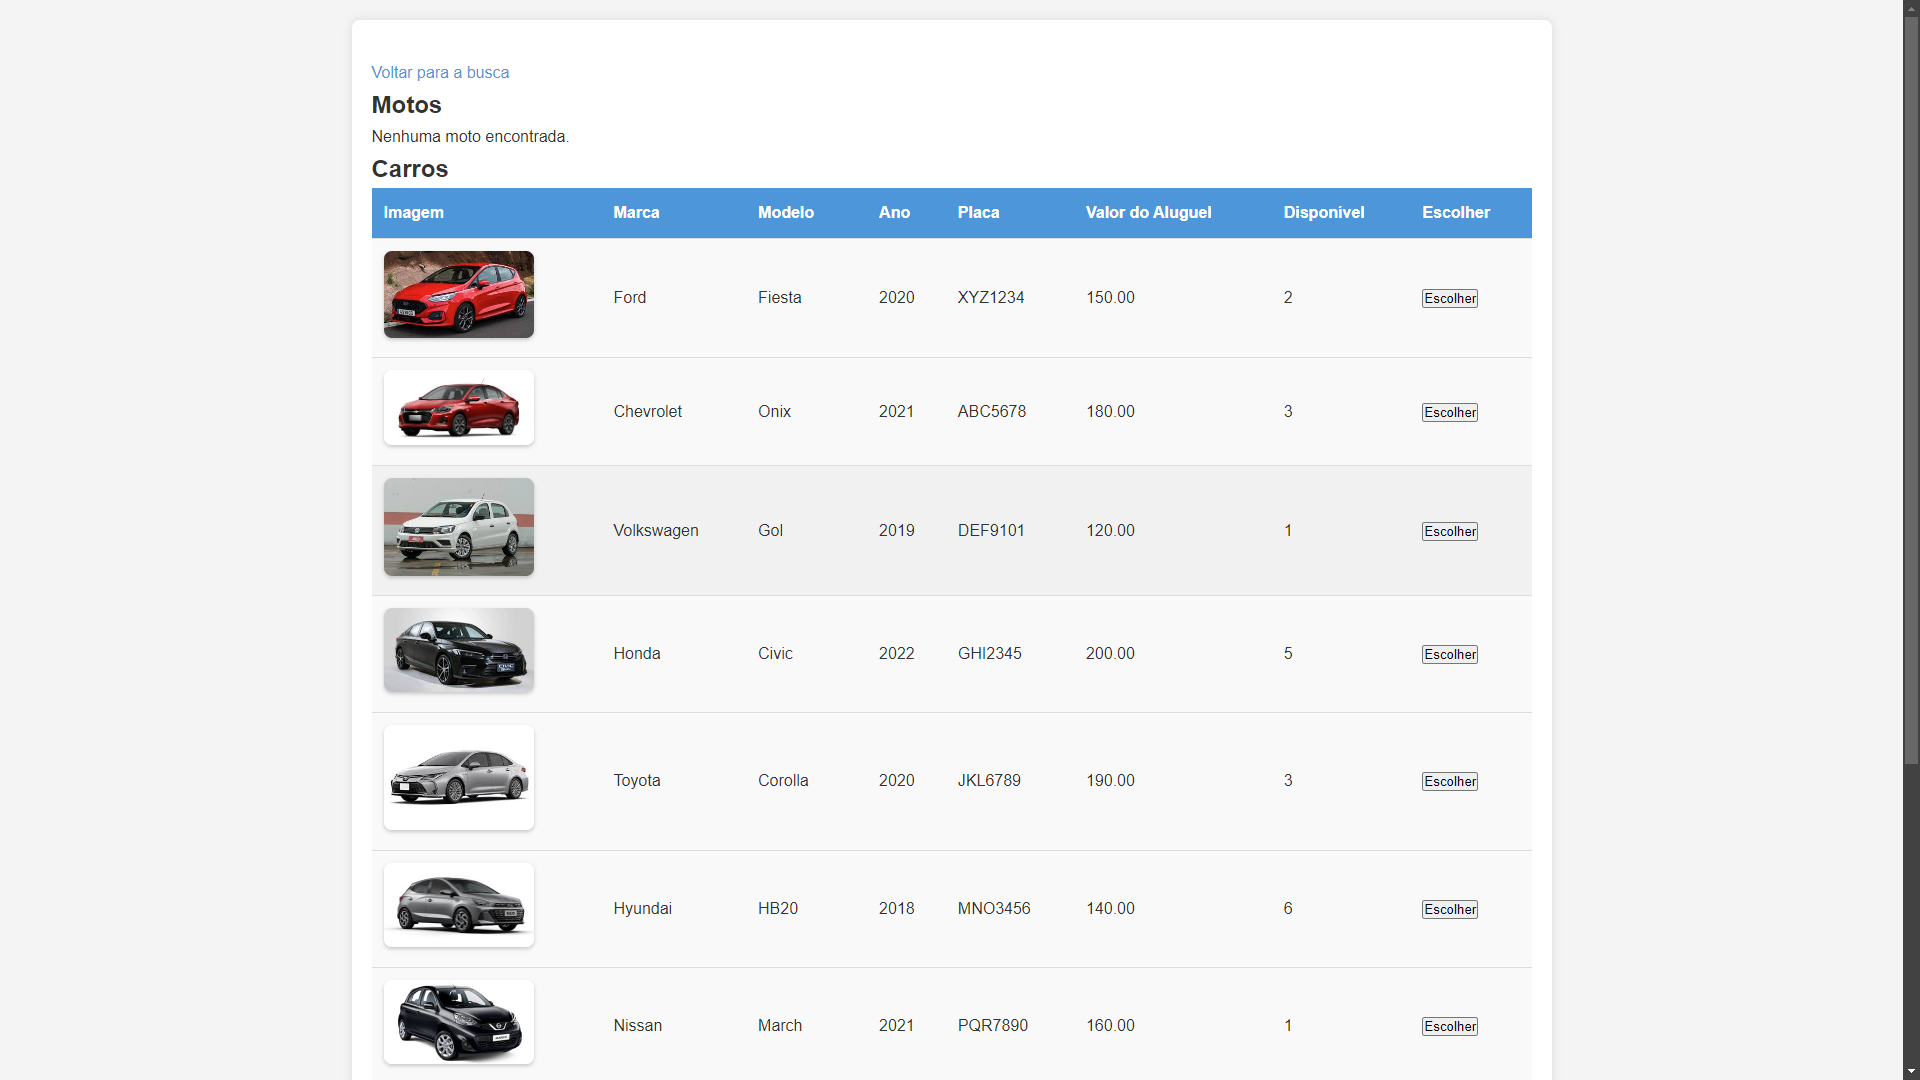 Voltar para a busca
Motos
Nenhuma moto encontrada.
Carros
Imagem Marca Modelo Ano Placa Valor do Aluguel Disponível Escolher
Ford Fiesta 2020 XYZ1234 150.00 2 Escolher
Chevrolet Onix 2021 ABC5678 180.00 3 Escolher
Volkswagen Gol 2019 DEF9101 120.00 1 Escolher
Honda Civic 2022 GHI2345 200.00 5 Escolher
Toyota Corolla 2020 JKL6789 190.00 3 Escolher
Hyundai HB20 2018 MNO3456 140.00 6 Escolher
Nissan March 2021 PQR7890 160.00 1 Escolher